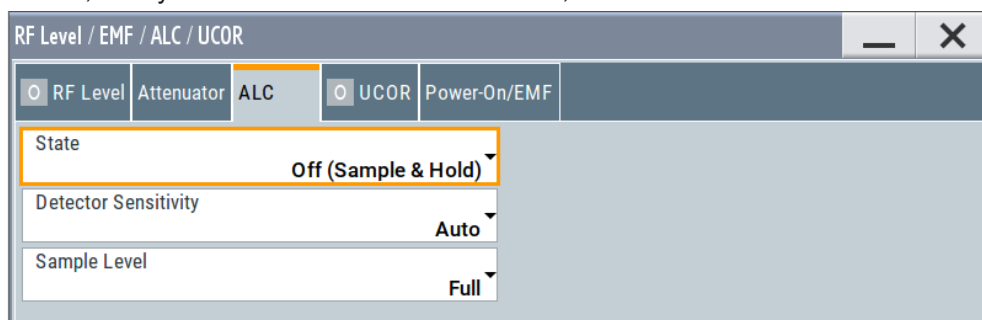 RF Level / EMF / ALC / UCOR
O RF Level Attenuator ALC O UCOR Power-On/EMF
State
Off (Sample & Hold)
Detector Sensitivity
Auto
Sample Level
Full